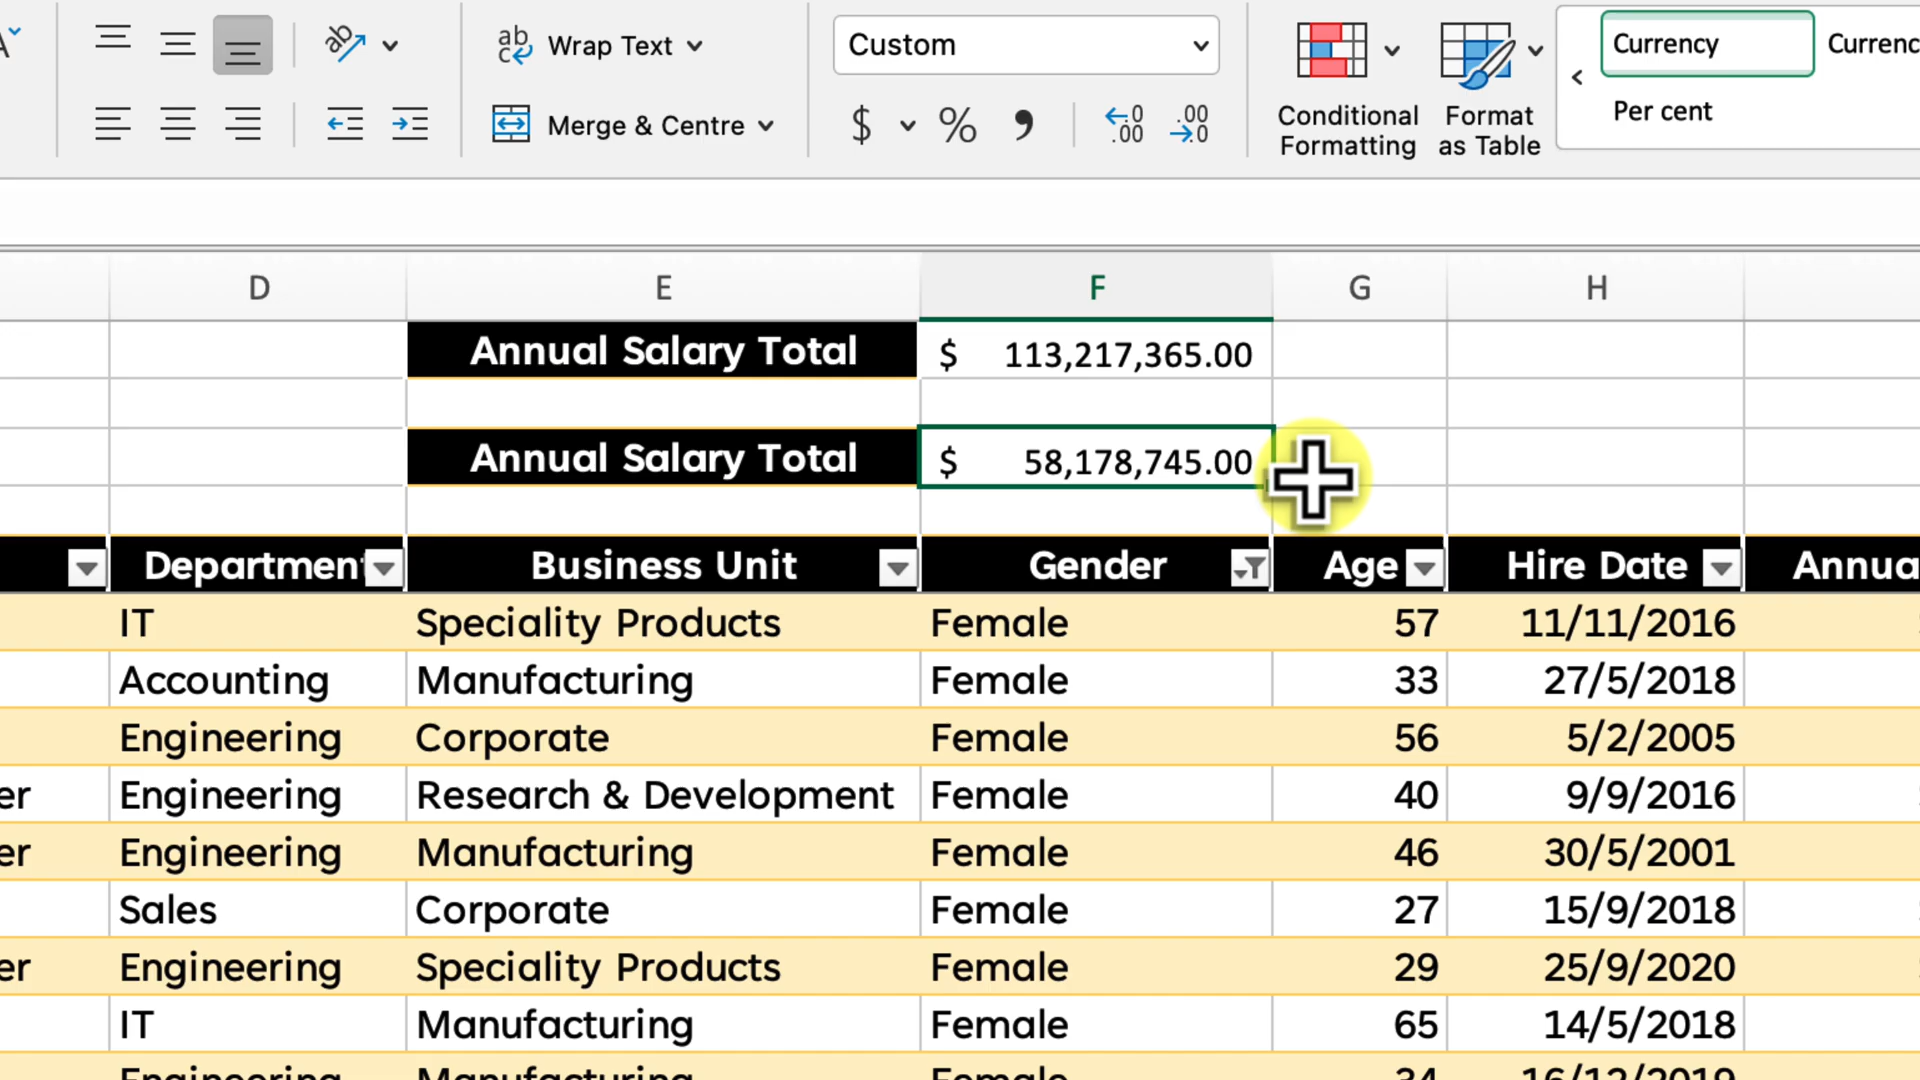 Wrap Text
Custom
Currency
Currenc
Per cent
Merge & Centre
$ % ,
Conditional Formatting
Format as Table
D E F G H
Annual Salary Total $ 113,217,365.00
Annual Salary Total $ 58,178,745.00
Department Business Unit Gender Age Hire Date Annua
IT Speciality Products Female 57 11/11/2016
Accounting Manufacturing Female 33 27/5/2018
Engineering Corporate Female 56 5/2/2005
er Engineering Research & Development Female 40 9/9/2016
er Engineering Manufacturing Female 46 30/5/2001
Sales Corporate Female 27 15/9/2018
er Engineering Speciality Products Female 29 25/9/2020
IT Manufacturing Female 65 14/5/2018
Engineering Manufacturing 34 16/12/2019